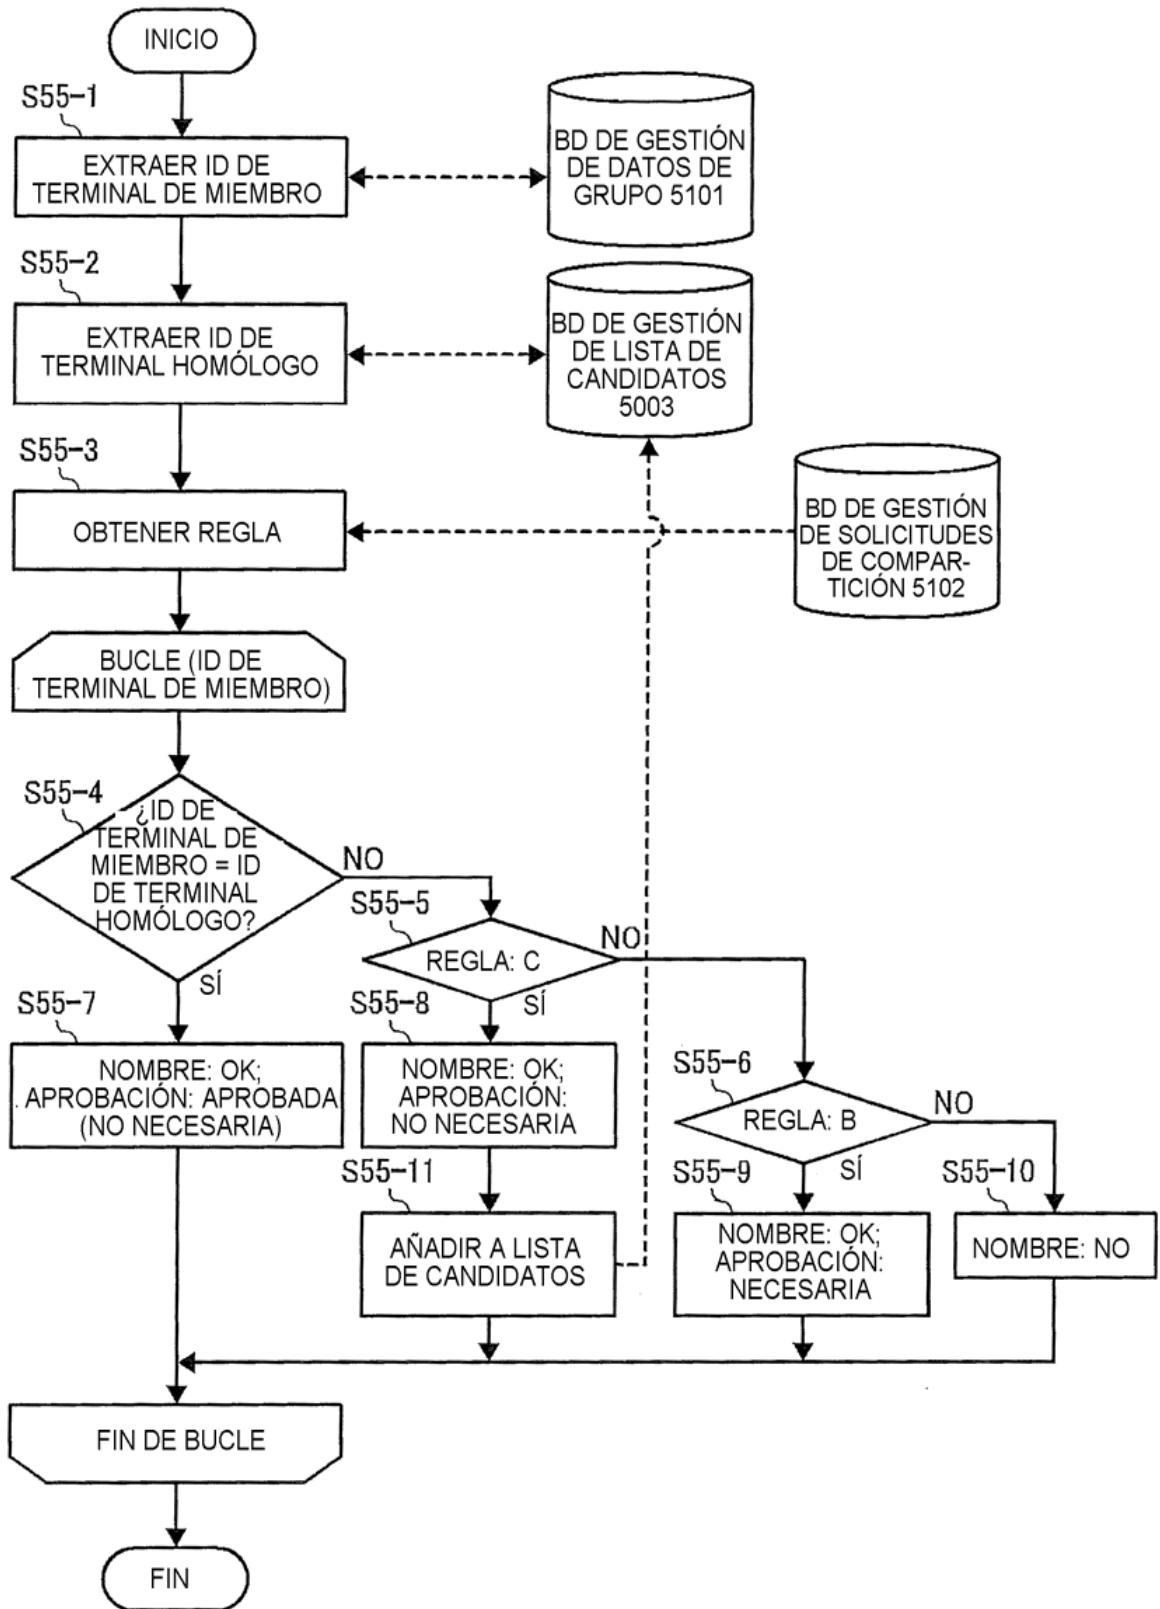 INICIO
S55-1
EXTRAER ID DE
TERMINAL DE MIEMBRO
BD DE GESTIÓN
DE DATOS DE
GRUPO 5101
S55-2
EXTRAER ID DE
TERMINAL HOMÓLOGO
BD DE GESTIÓN
DE LISTA DE
CANDIDATOS
5003
S55-3
OBTENER REGLA
BD DE GESTIÓN
DE SOLICITUDES
DE COMPAR-
TICIÓN 5102
BUCLE (ID DE
TERMINAL DE MIEMBRO)
S55-4
¿ID DE
TERMINAL DE
MIEMBRO = ID
DE TERMINAL
HOMÓLOGO?
NO
SÍ
S55-5
REGLA: C
NO
SÍ
S55-7
NOMBRE: OK;
APROBACIÓN: APROBADA
(NO NECESARIA)
S55-8
NOMBRE: OK;
APROBACIÓN:
NO NECESARIA
S55-6
REGLA: B
NO
SÍ
S55-11
AÑADIR A LISTA
DE CANDIDATOS
S55-9
NOMBRE: OK;
APROBACIÓN:
NECESARIA
S55-10
NOMBRE: NO
FIN DE BUCLE
FIN